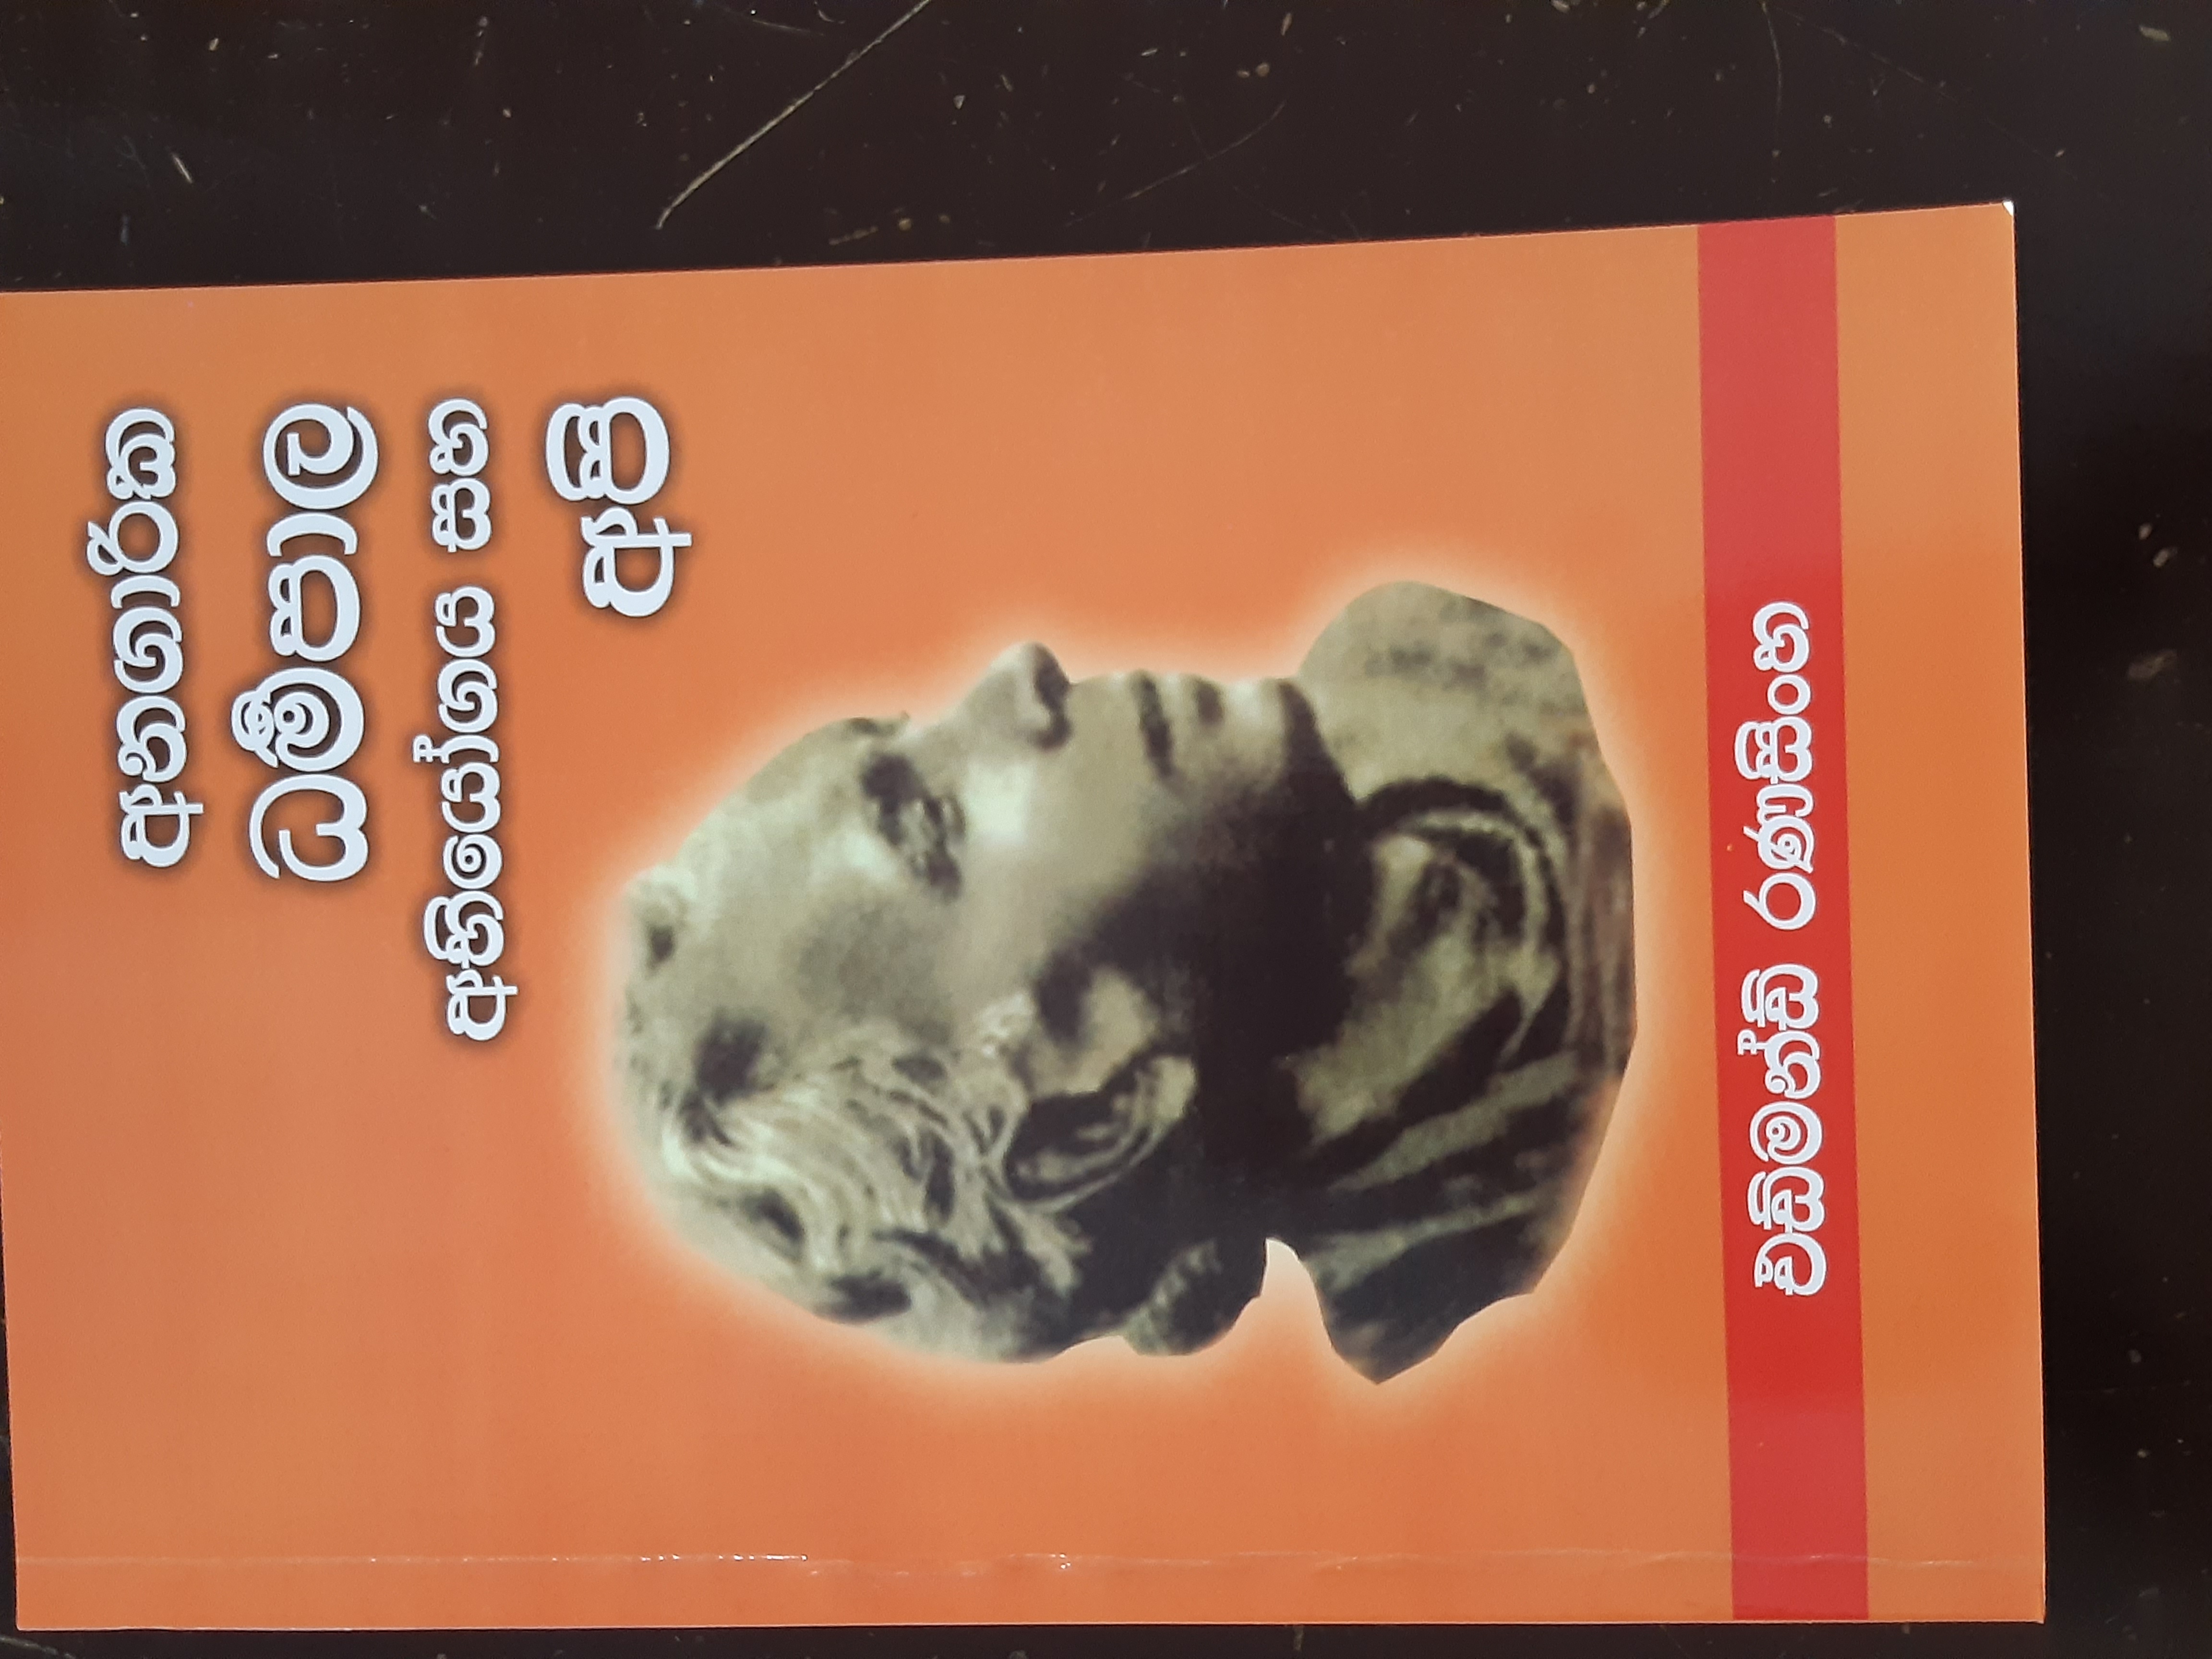 අනගාරික
ධර්මපාල
අභියෝගය සහ
අපි
එඩ්මන්ඩ් රණසිංහ